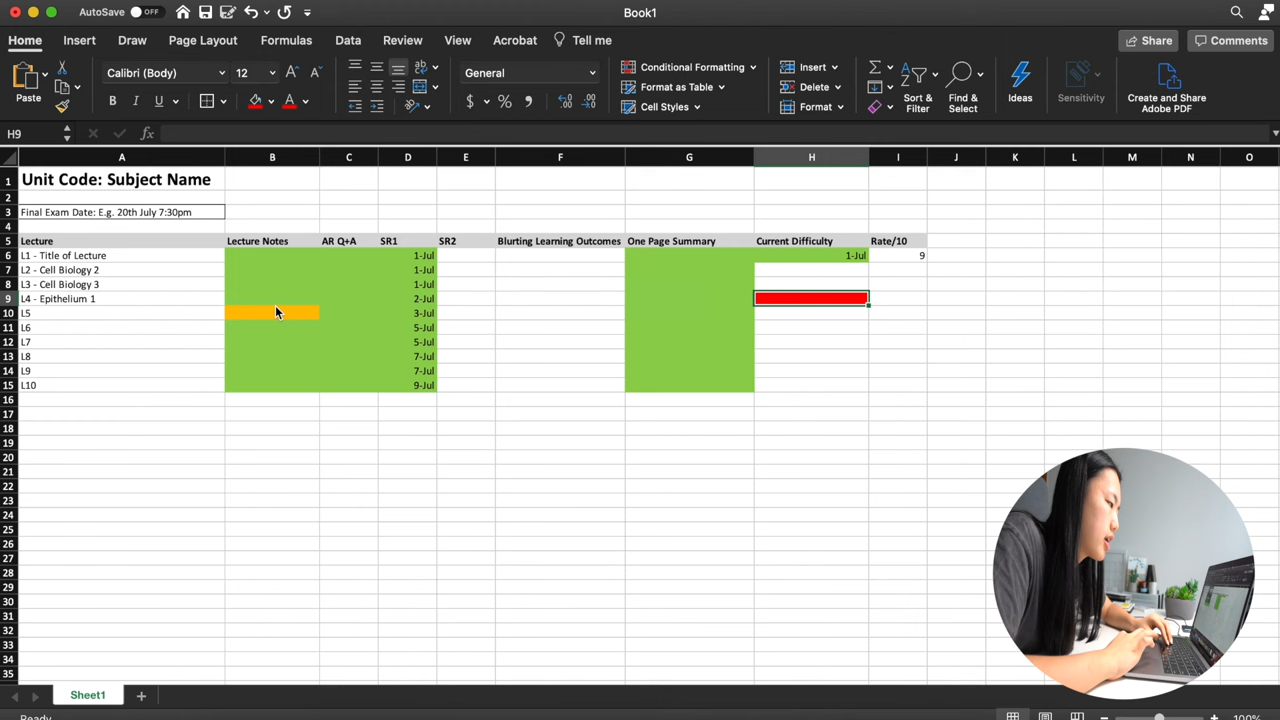 AutoSave OFF Book1
Home Insert Draw Page Layout Formulas Data Review View Acrobat Tell me Share Comments
Paste Calibri (Body) 12 General Conditional Formatting Format as Table Cell Styles Insert Delete Format Sort & Filter Find & Select Ideas Sensitivity Create and Share Adobe PDF
H9 fx
A B C D E F G H I J K L M N O
1 Unit Code: Subject Name
2
3 Final Exam Date: E.g. 20th July 7:30pm
4
5 Lecture Lecture Notes AR Q+A SR1 SR2 Blurting Learning Outcomes One Page Summary Current Difficulty Rate/10
6 L1 - Title of Lecture 1-Jul 1-Jul 9
7 L2 - Cell Biology 2 1-Jul
8 L3 - Cell Biology 3 1-Jul
9 L4 - Epithelium 1 2-Jul
10 L5 3-Jul
11 L6 5-Jul
12 L7 5-Jul
13 L8 7-Jul
14 L9 7-Jul
15 L10 9-Jul
16
17
18
19
20
21
22
23
24
25
26
27
28
29
30
31
32
33
34
35
Sheet1
Ready 100%